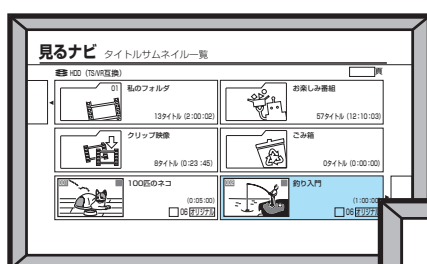 見るナビ タイトルサムネイル一覧
HDD (TS/VR互換)
頁
01 私のフォルダ
13タイトル (2:00:02)
お楽しみ番組
57タイトル (12:10:03)
クリップ映像
8タイトル (0:23 :45)
ごみ箱
0タイトル (0:00:00)
100匹のネコ
(0:05:00)
06 オリジナル
釣り入門
(1:00:00
06 オリジナル